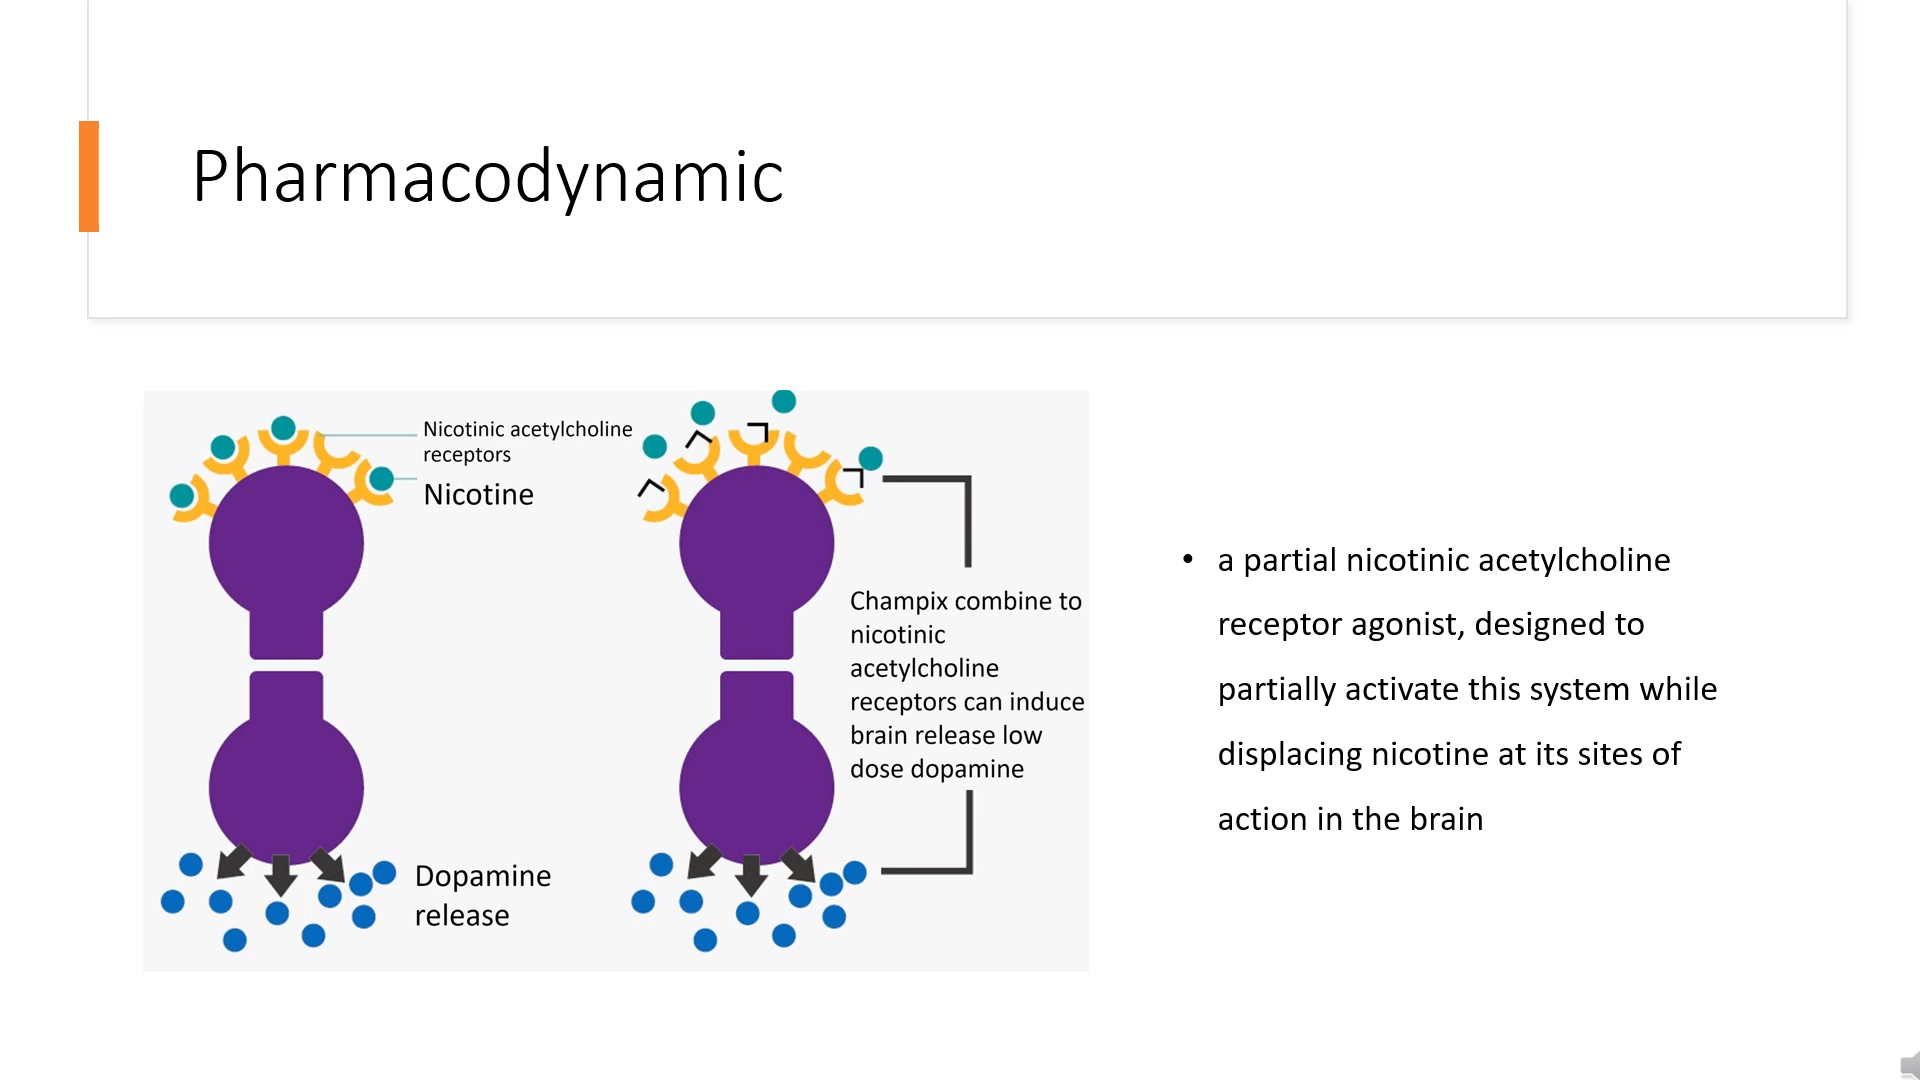 Pharmacodynamic
Nicotinic acetylcholine
receptors
Nicotine
Champix combine to
nicotinic
acetylcholine
receptors can induce
brain release low
dose dopamine
Dopamine
release
• a partial nicotinic acetylcholine
receptor agonist, designed to
partially activate this system while
displacing nicotine at its sites of
action in the brain